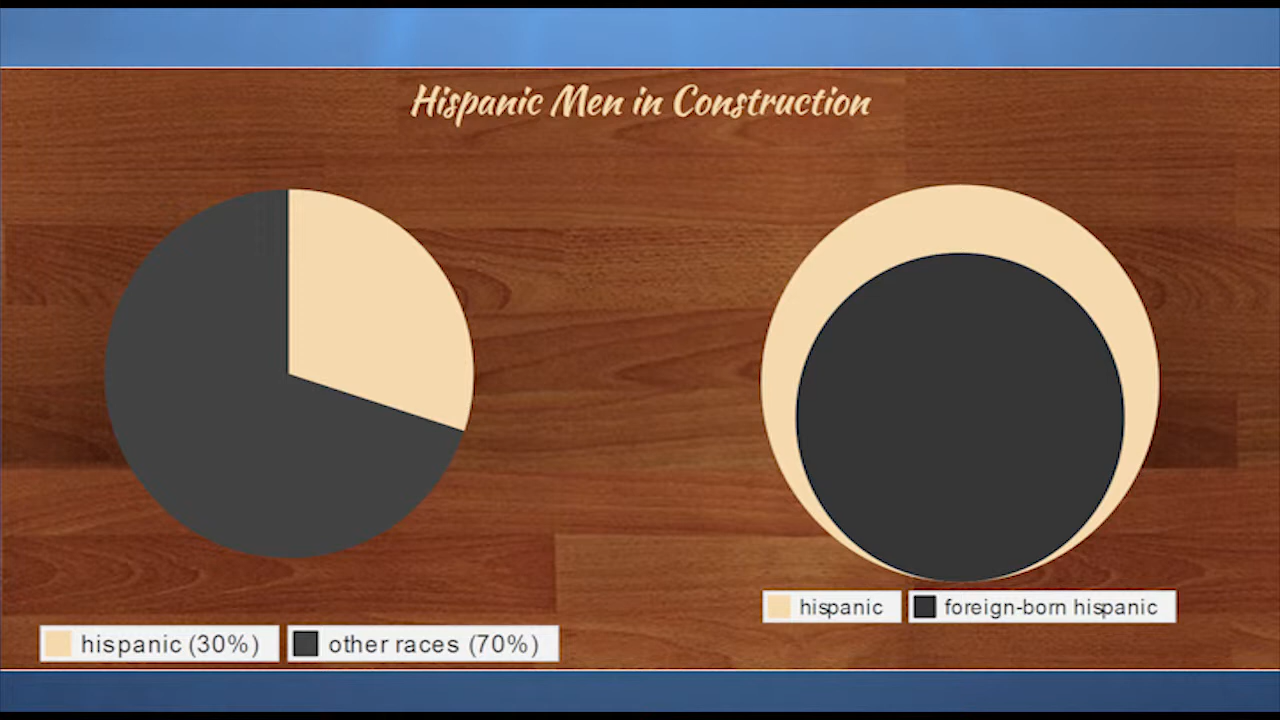 Hispanic Men in Construction
hispanic
foreign-born hispanic
hispanic (30%)
other races (70%)